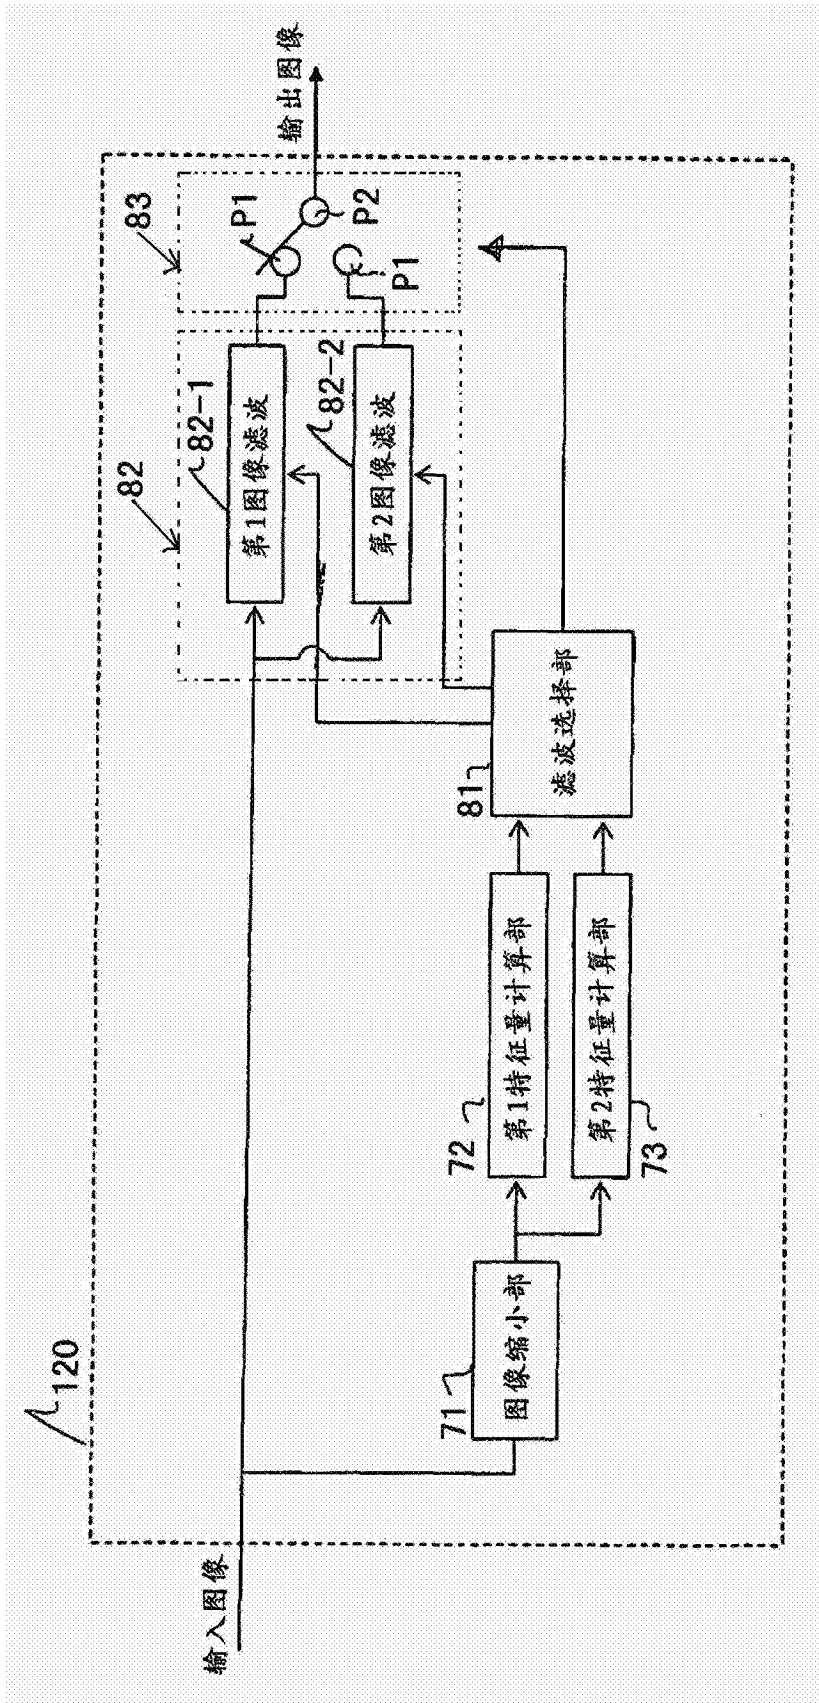 120
输入图像
71
图像缩小部
72
第1特征量计算部
第2特征量计算部
73
81
滤波选择部
82
82-1
第1图像滤波
82-2
第2图像滤波
83
P1
P2
P1
输出图像